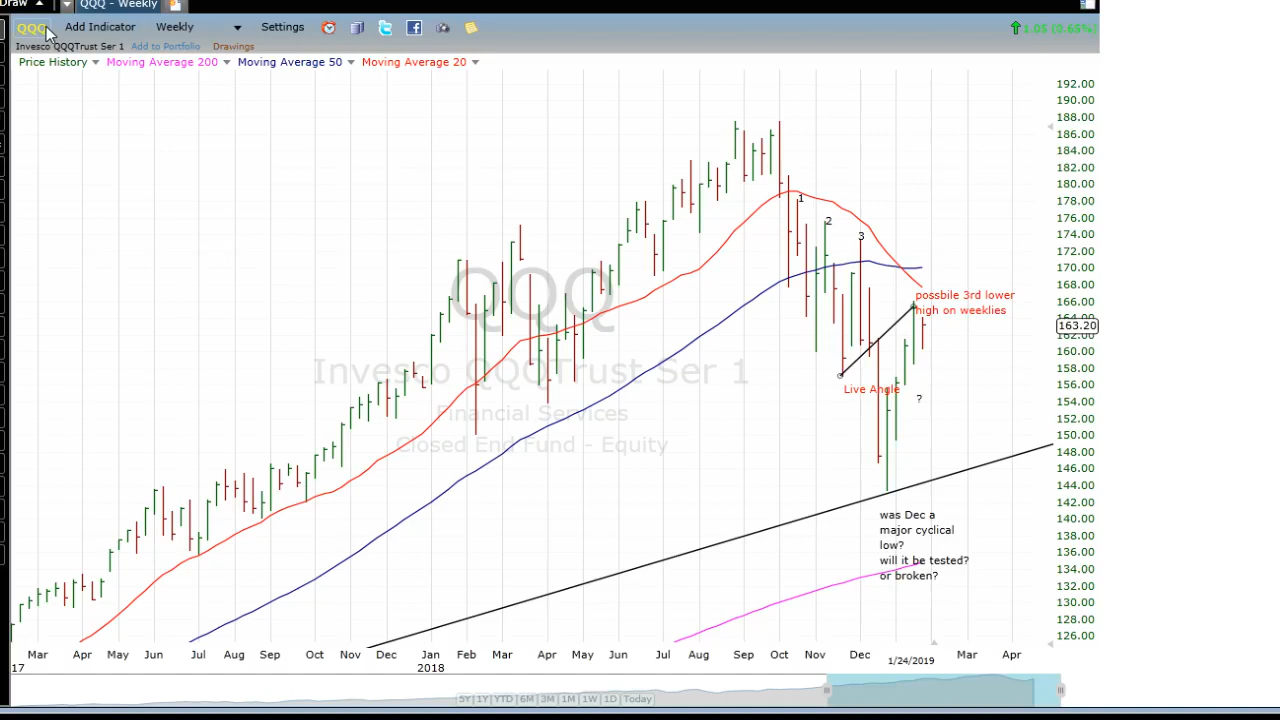 Draw QQQ - Weekly
QQQ Add Indicator Weekly Settings 1.05 (0.65%)
Invesco QQQTrust Ser 1 Add to Portfolio Drawings
Price History Moving Average 200 Moving Average 50 Moving Average 20
192.00
190.00
188.00
186.00
184.00
182.00
180.00
178.00
176.00
174.00
172.00
170.00
168.00
166.00
164.00
163.20
162.00
160.00
158.00
156.00
154.00
152.00
150.00
148.00
146.00
144.00
142.00
140.00
138.00
136.00
134.00
132.00
130.00
128.00
126.00
1
2
3
QQQ
Invesco QQQTrust Ser 1
Financial Services
Closed End Fund - Equity
possbile 3rd lower
high on weeklies
Live Angle
?
was Dec a
major cyclical
low?
will it be tested?
or broken?
Mar Apr May Jun Jul Aug Sep Oct Nov Dec Jan Feb Mar Apr May Jun Jul Aug Sep Oct Nov Dec 1/24/2019 Mar Apr
17 2018
5Y 1Y YTD 6M 3M 1M 1W 1D Today